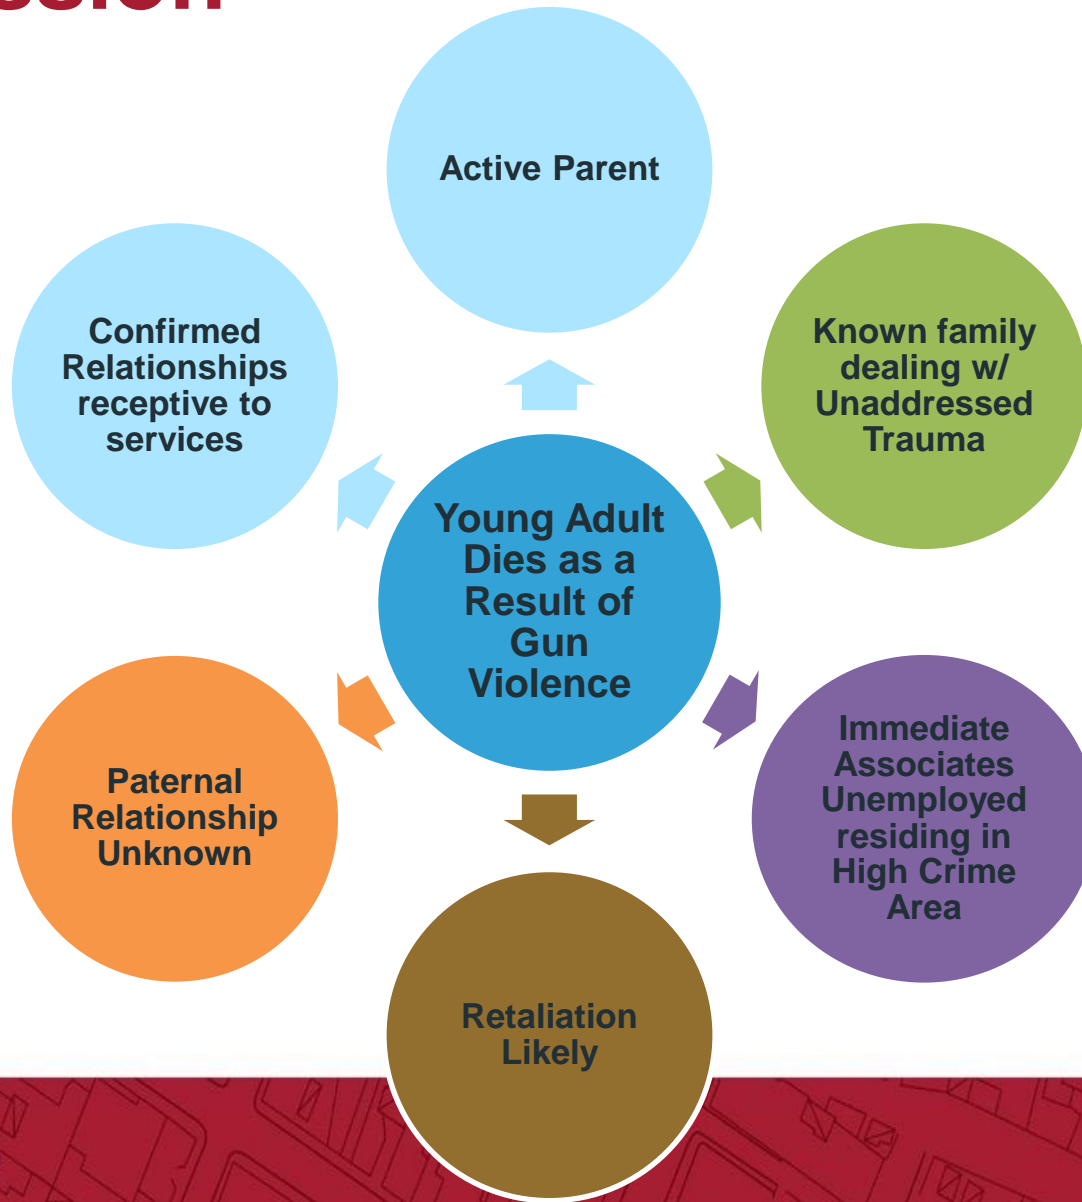 Active Parent
Confirmed
Relationships
receptive to
services
Known family
dealing w/
Unaddressed
Trauma
Young Adult
Dies as a
Result of
Gun
Violence
Paternal
Relationship
Unknown
Immediate
Associates
Unemployed
residing in
High Crime
Area
Retaliation
Likely